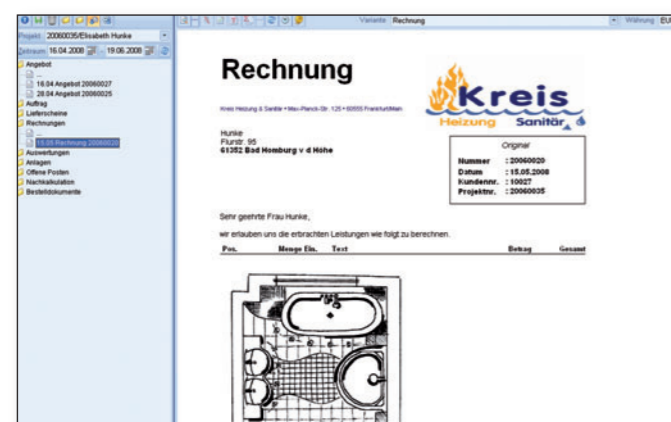 Projekt 20060035/Elisabeth Hunke
Zeitraum 16.04.2008 .. 19.06.2008
Angebot
...
16.04 Angebot 20060027
28.04 Angebot 20060025
Auftrag
Lieferscheine
Rechnungen
...
15.05 Rechnung 20060020
Auswertungen
Anlagen
Offene Posten
Nachkalkulation
Bestelldokumente
Variante Rechnung
Währung EU
Rechnung
Kreis
Heizung Sanitär
Kreis Heizung & Sanitär • Max-Planck-Str. 125 • 60555 Frankfurt/Main
Hunke
Flurstr. 95
61352 Bad Homburg v d Höhe
Original
Nummer : 20060020
Datum : 15.05.2008
Kundennr. : 10027
Projektnr. : 20060035
Sehr geehrte Frau Hunke,
wir erlauben uns die erbrachten Leistungen wie folgt zu berechnen.
Pos. Menge Ein. Text Betrag Gesamt